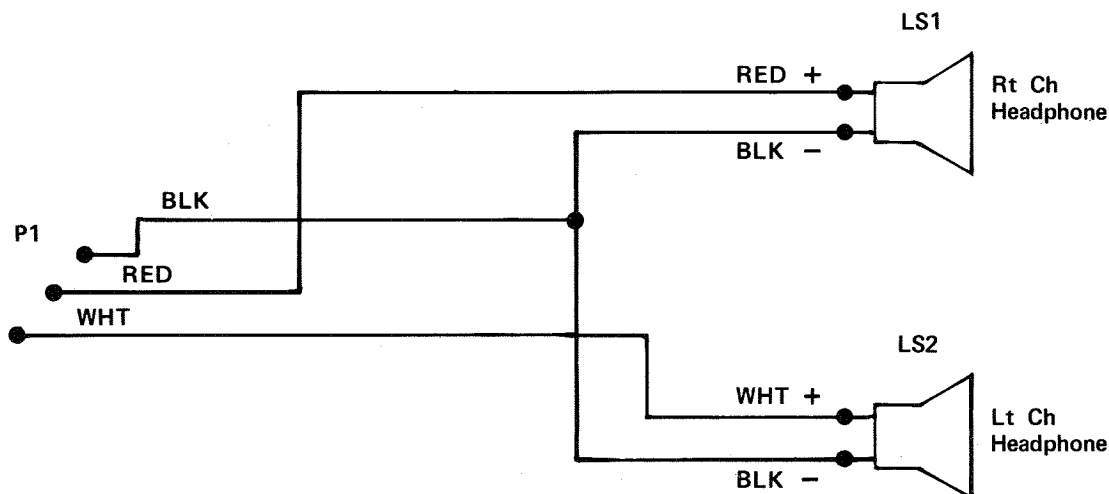 LS1
RED +
Rt Ch
Headphone
BLK −
BLK
P1
RED
WHT
LS2
WHT +
Lt Ch
Headphone
BLK −